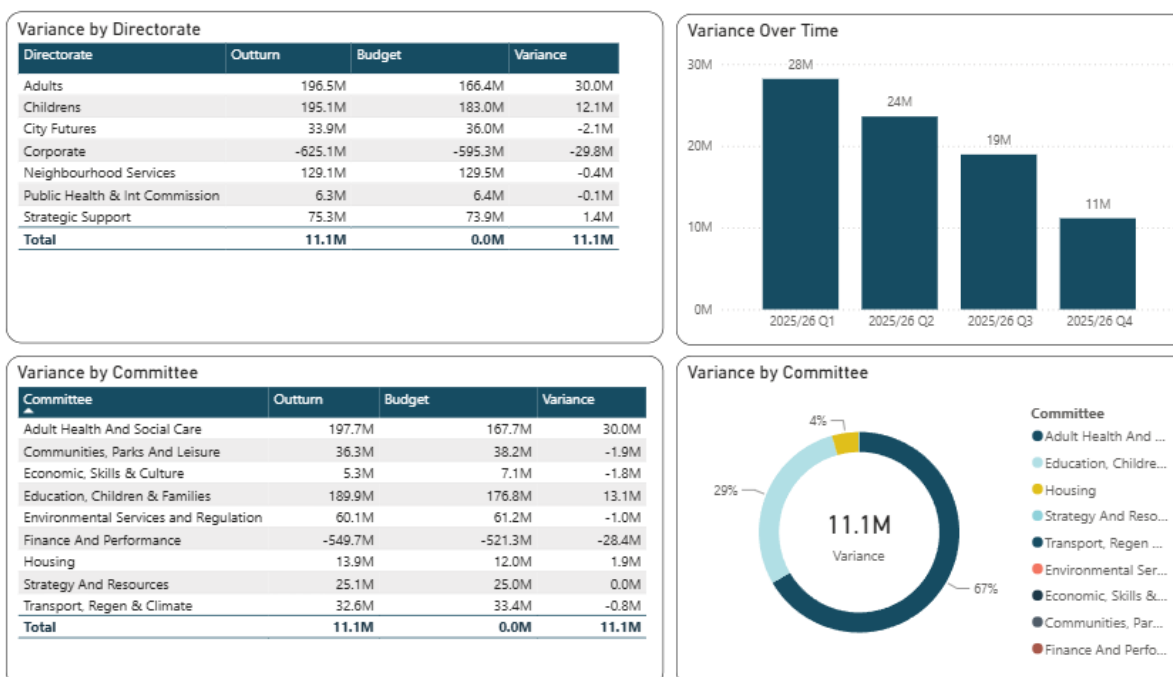 Variance by Directorate
Directorate Outturn Budget Variance
Adults 196.5M 166.4M 30.0M
Childrens 195.1M 183.0M 12.1M
City Futures 33.9M 36.0M -2.1M
Corporate -625.1M -595.3M -29.8M
Neighbourhood Services 129.1M 129.5M -0.4M
Public Health & Int Commission 6.3M 6.4M -0.1M
Strategic Support 75.3M 73.9M 1.4M
Total 11.1M 0.0M 11.1M
Variance Over Time
30M
20M
10M
0M
28M
24M
19M
11M
2025/26 Q1 2025/26 Q2 2025/26 Q3 2025/26 Q4
Variance by Committee
Committee Outturn Budget Variance
Adult Health And Social Care 197.7M 167.7M 30.0M
Communities, Parks And Leisure 36.3M 38.2M -1.9M
Economic, Skills & Culture 5.3M 7.1M -1.8M
Education, Children & Families 189.9M 176.8M 13.1M
Environmental Services and Regulation 60.1M 61.2M -1.0M
Finance And Performance -549.7M -521.3M -28.4M
Housing 13.9M 12.0M 1.9M
Strategy And Resources 25.1M 25.0M 0.0M
Transport, Regen & Climate 32.6M 33.4M -0.8M
Total 11.1M 0.0M 11.1M
Variance by Committee
4%
29%
67%
11.1M
Variance
Committee
Adult Health And ...
Education, Childre...
Housing
Strategy And Reso...
Transport, Regen ...
Environmental Ser...
Economic, Skills &...
Communities, Par...
Finance And Perfo...